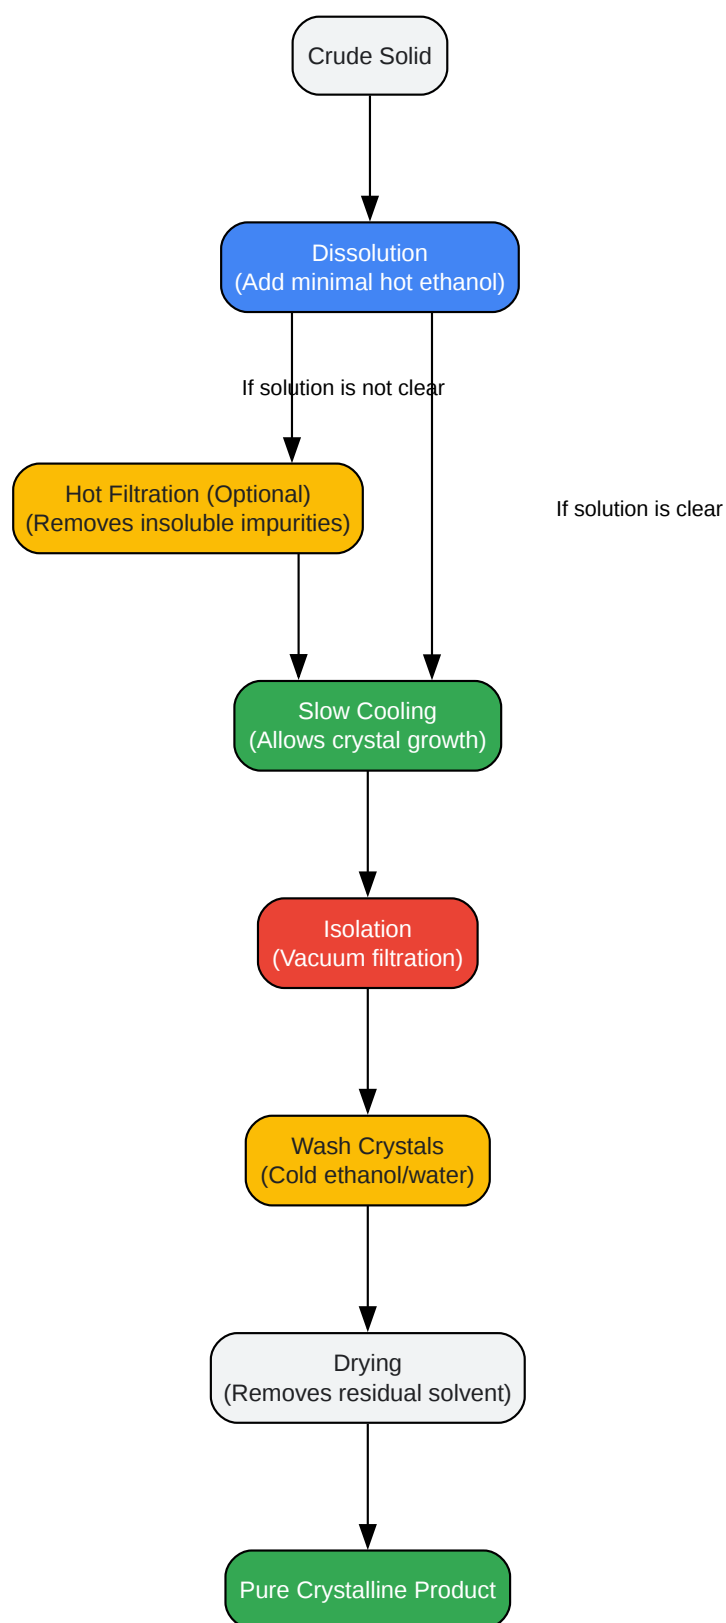 Crude Solid
Dissolution
(Add minimal hot ethanol)
If solution is not clear
Hot Filtration (Optional)
(Removes insoluble impurities)
If solution is clear
Slow Cooling
(Allows crystal growth)
Isolation
(Vacuum filtration)
Wash Crystals
(Cold ethanol/water)
Drying
(Removes residual solvent)
Pure Crystalline Product